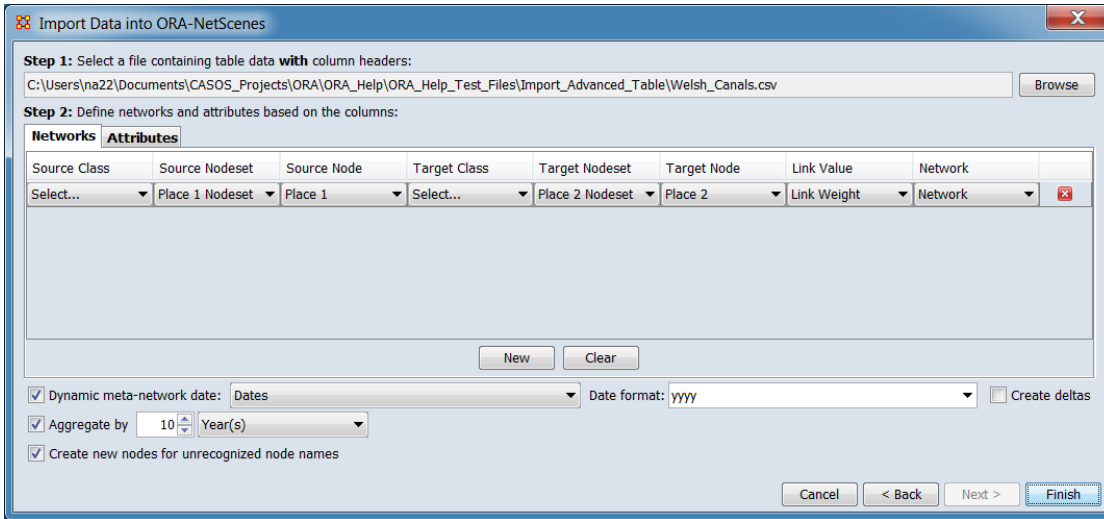 Import Data into ORA-NetScenes
Step 1: Select a file containing table data with column headers:
C:\Users\na22\Documents\CASOS_Projects\ORA\ORA_Help\ORA_Help_Test_Files\Import_Advanced_Table\Welsh_Canals.csv Browse
Step 2: Define networks and attributes based on the columns:
Networks Attributes
Source Class Source Nodeset Source Node Target Class Target Nodeset Target Node Link Value Network
Select... Place 1 Nodeset Place 1 Select... Place 2 Nodeset Place 2 Link Weight Network
New Clear
Dynamic meta-network date: Dates Date format: yyyy Create deltas
Aggregate by 10 Year(s)
Create new nodes for unrecognized node names
Cancel < Back Next > Finish